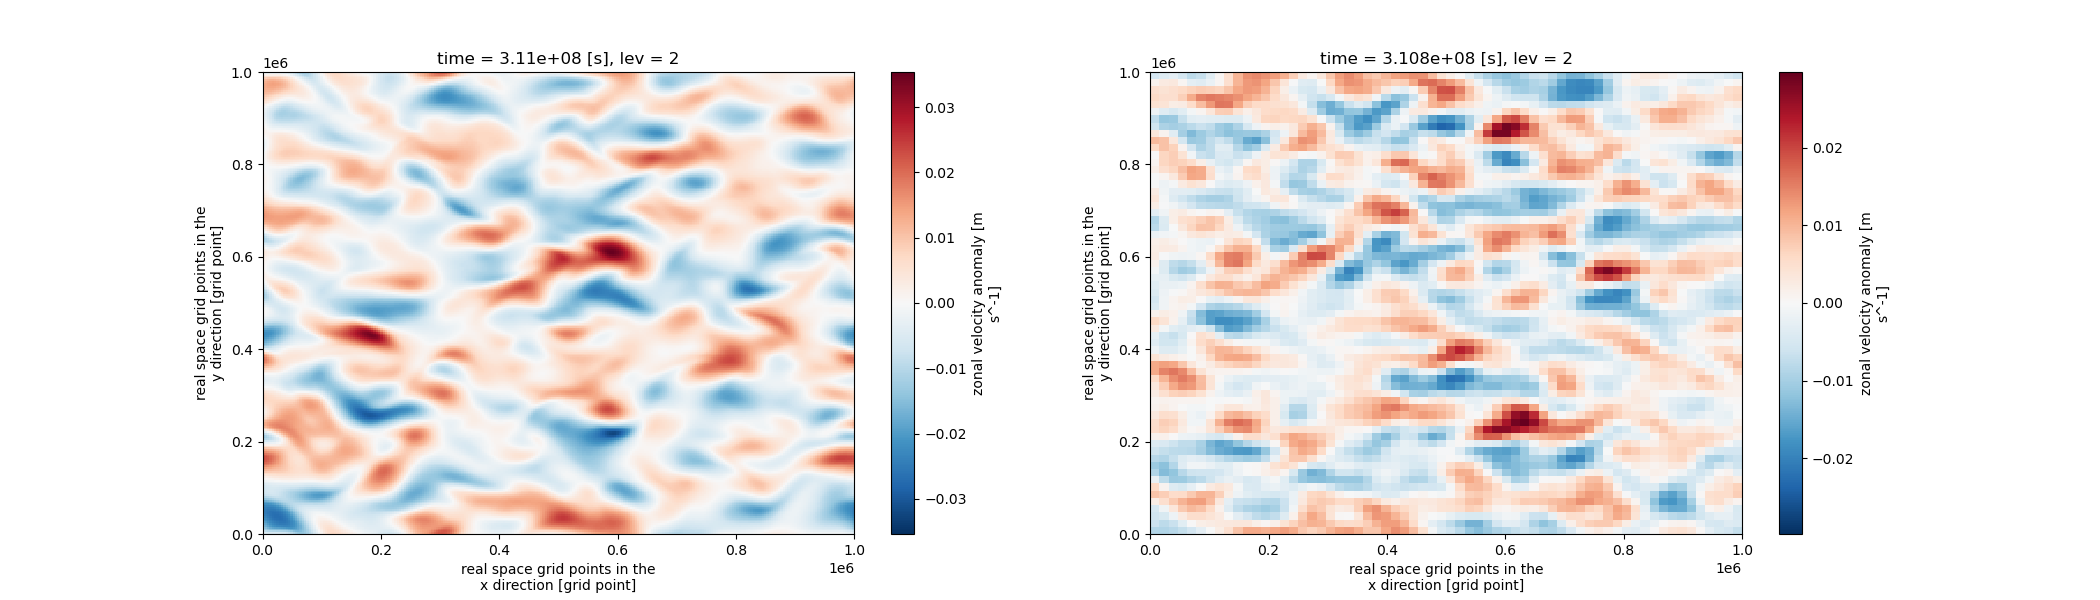 time = 3.11e+08 [s], lev = 2
1e6
1.0
0.8
0.6
0.4
0.2
0.0
real space grid points in the
y direction [grid point]
0.0 0.2 0.4 0.6 0.8 1.0
1e6
real space grid points in the
x direction [grid point]
0.03
0.02
0.01
0.00
−0.01
−0.02
−0.03
zonal velocity anomaly [m
s^-1]
time = 3.108e+08 [s], lev = 2
1e6
1.0
0.8
0.6
0.4
0.2
0.0
real space grid points in the
y direction [grid point]
0.0 0.2 0.4 0.6 0.8 1.0
1e6
real space grid points in the
x direction [grid point]
0.02
0.01
0.00
−0.01
−0.02
zonal velocity anomaly [m
s^-1]